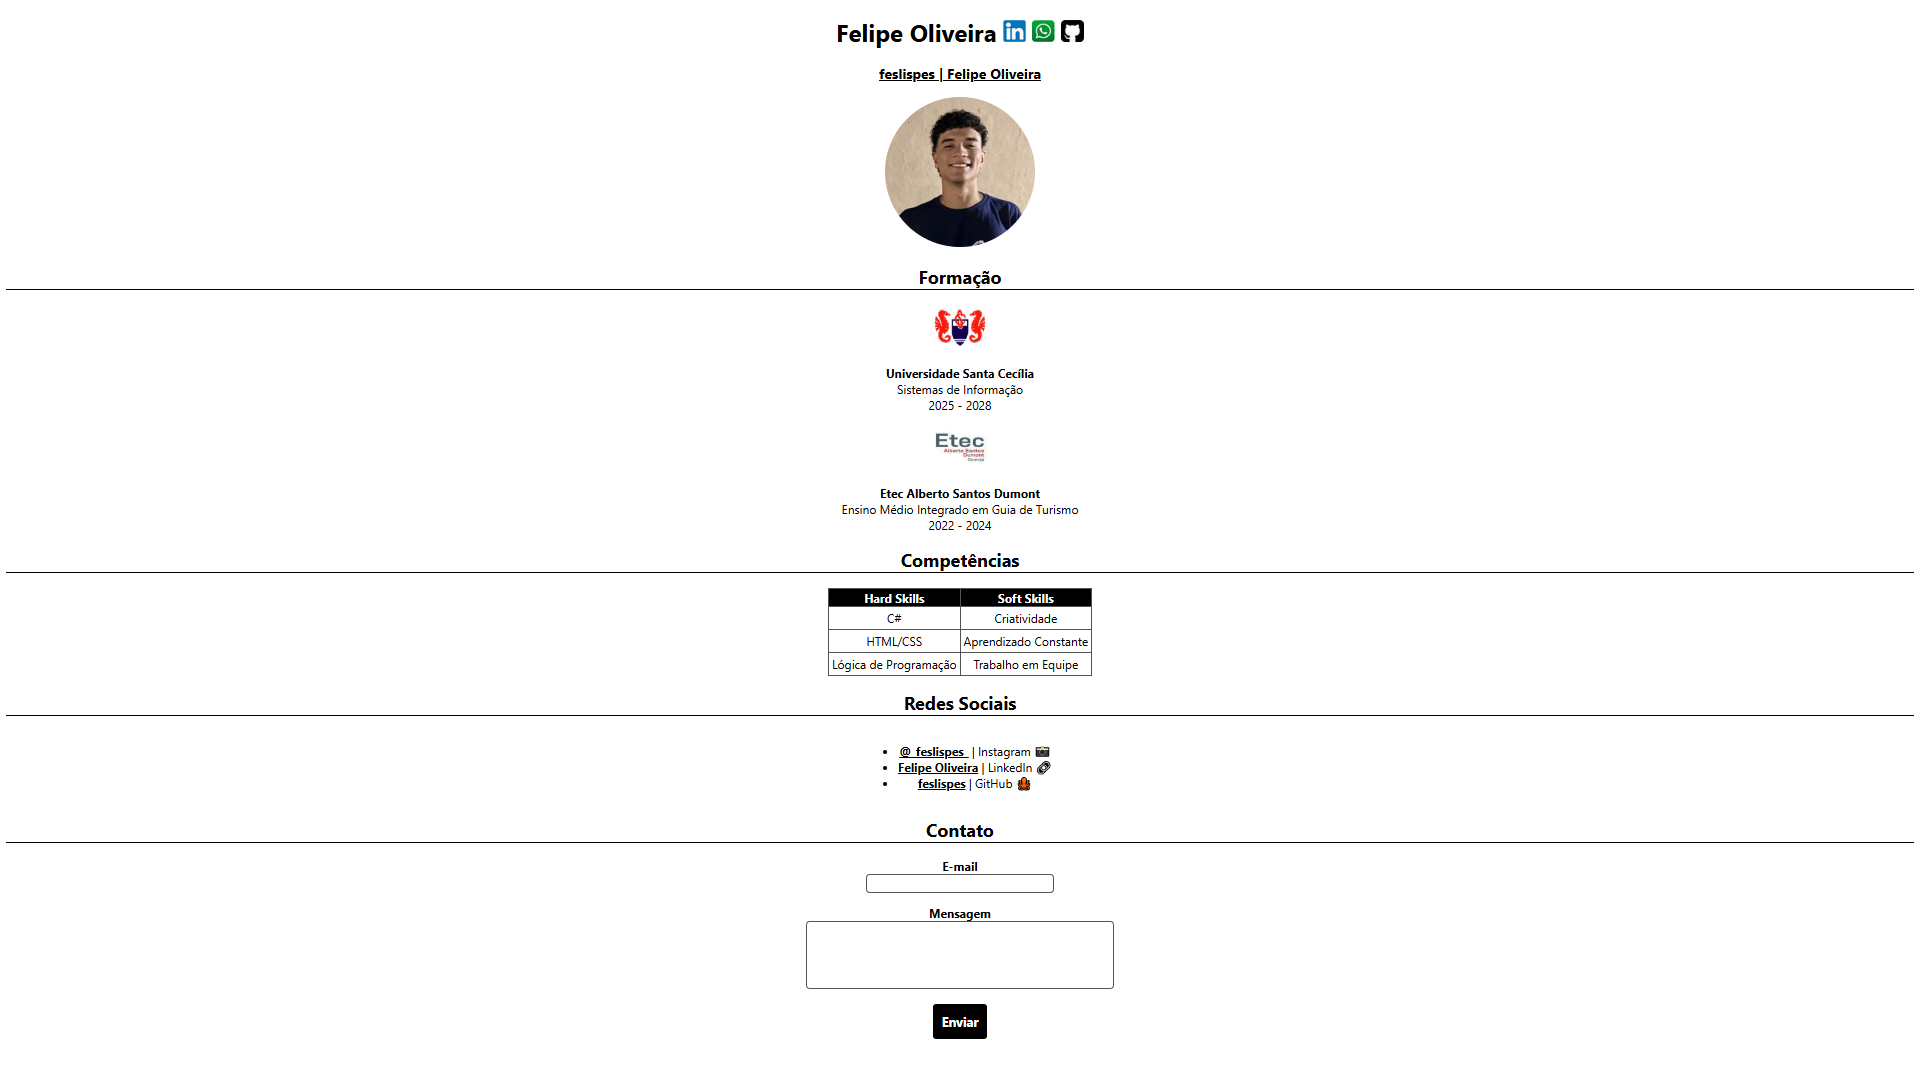 Felipe Oliveira in
feslispes | Felipe Oliveira
Formação
Universidade Santa Cecília
Sistemas de Informação
2025 - 2028
Etec
Alberto Santos
Dumont
Guarujá
Etec Alberto Santos Dumont
Ensino Médio Integrado em Guia de Turismo
2022 - 2024
Competências
Hard Skills Soft Skills
C# Criatividade
HTML/CSS Aprendizado Constante
Lógica de Programação Trabalho em Equipe
Redes Sociais
@_feslispes_ | Instagram 📸
Felipe Oliveira | LinkedIn 🔗
feslispes | GitHub 🐙
Contato
E-mail
Mensagem
Enviar